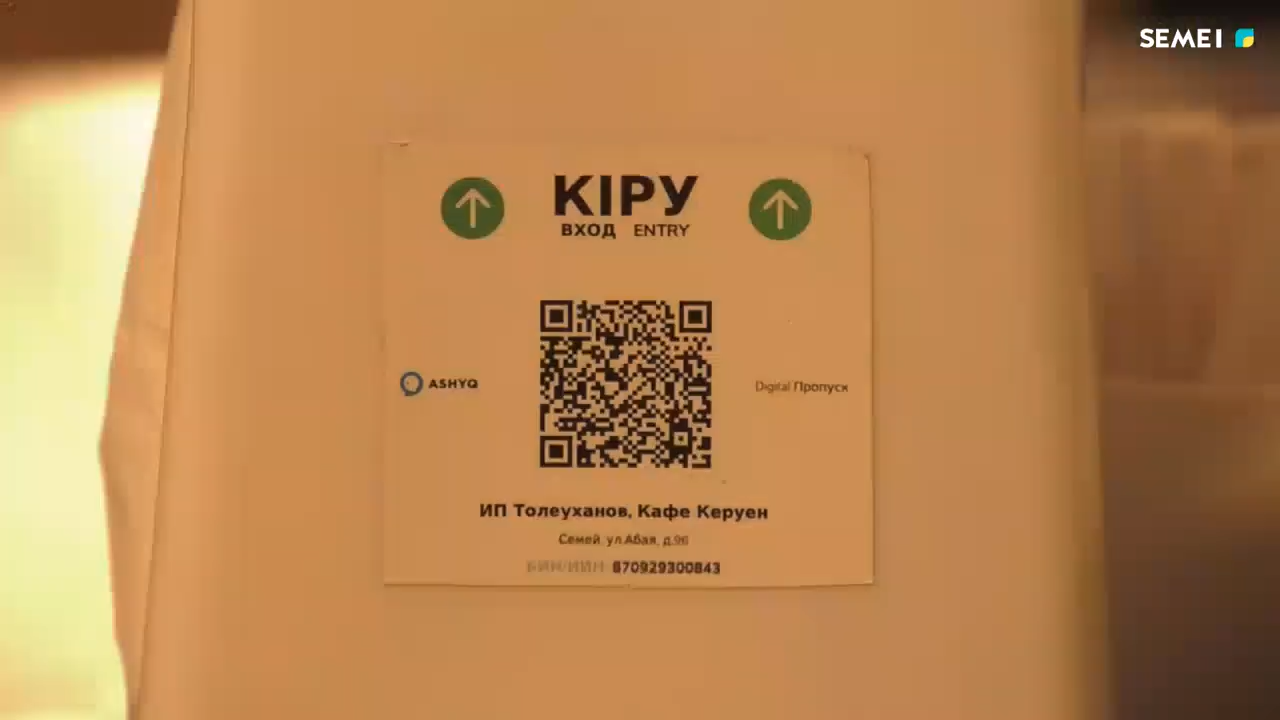 SEMEI
КІРУ
ВХОД ENTRY
ASHYQ
Digital Пропуск
ИП Толеуханов, Кафе Керуен
Семей, ул.Абая, д.96
БИН/ИИН: 870929300843